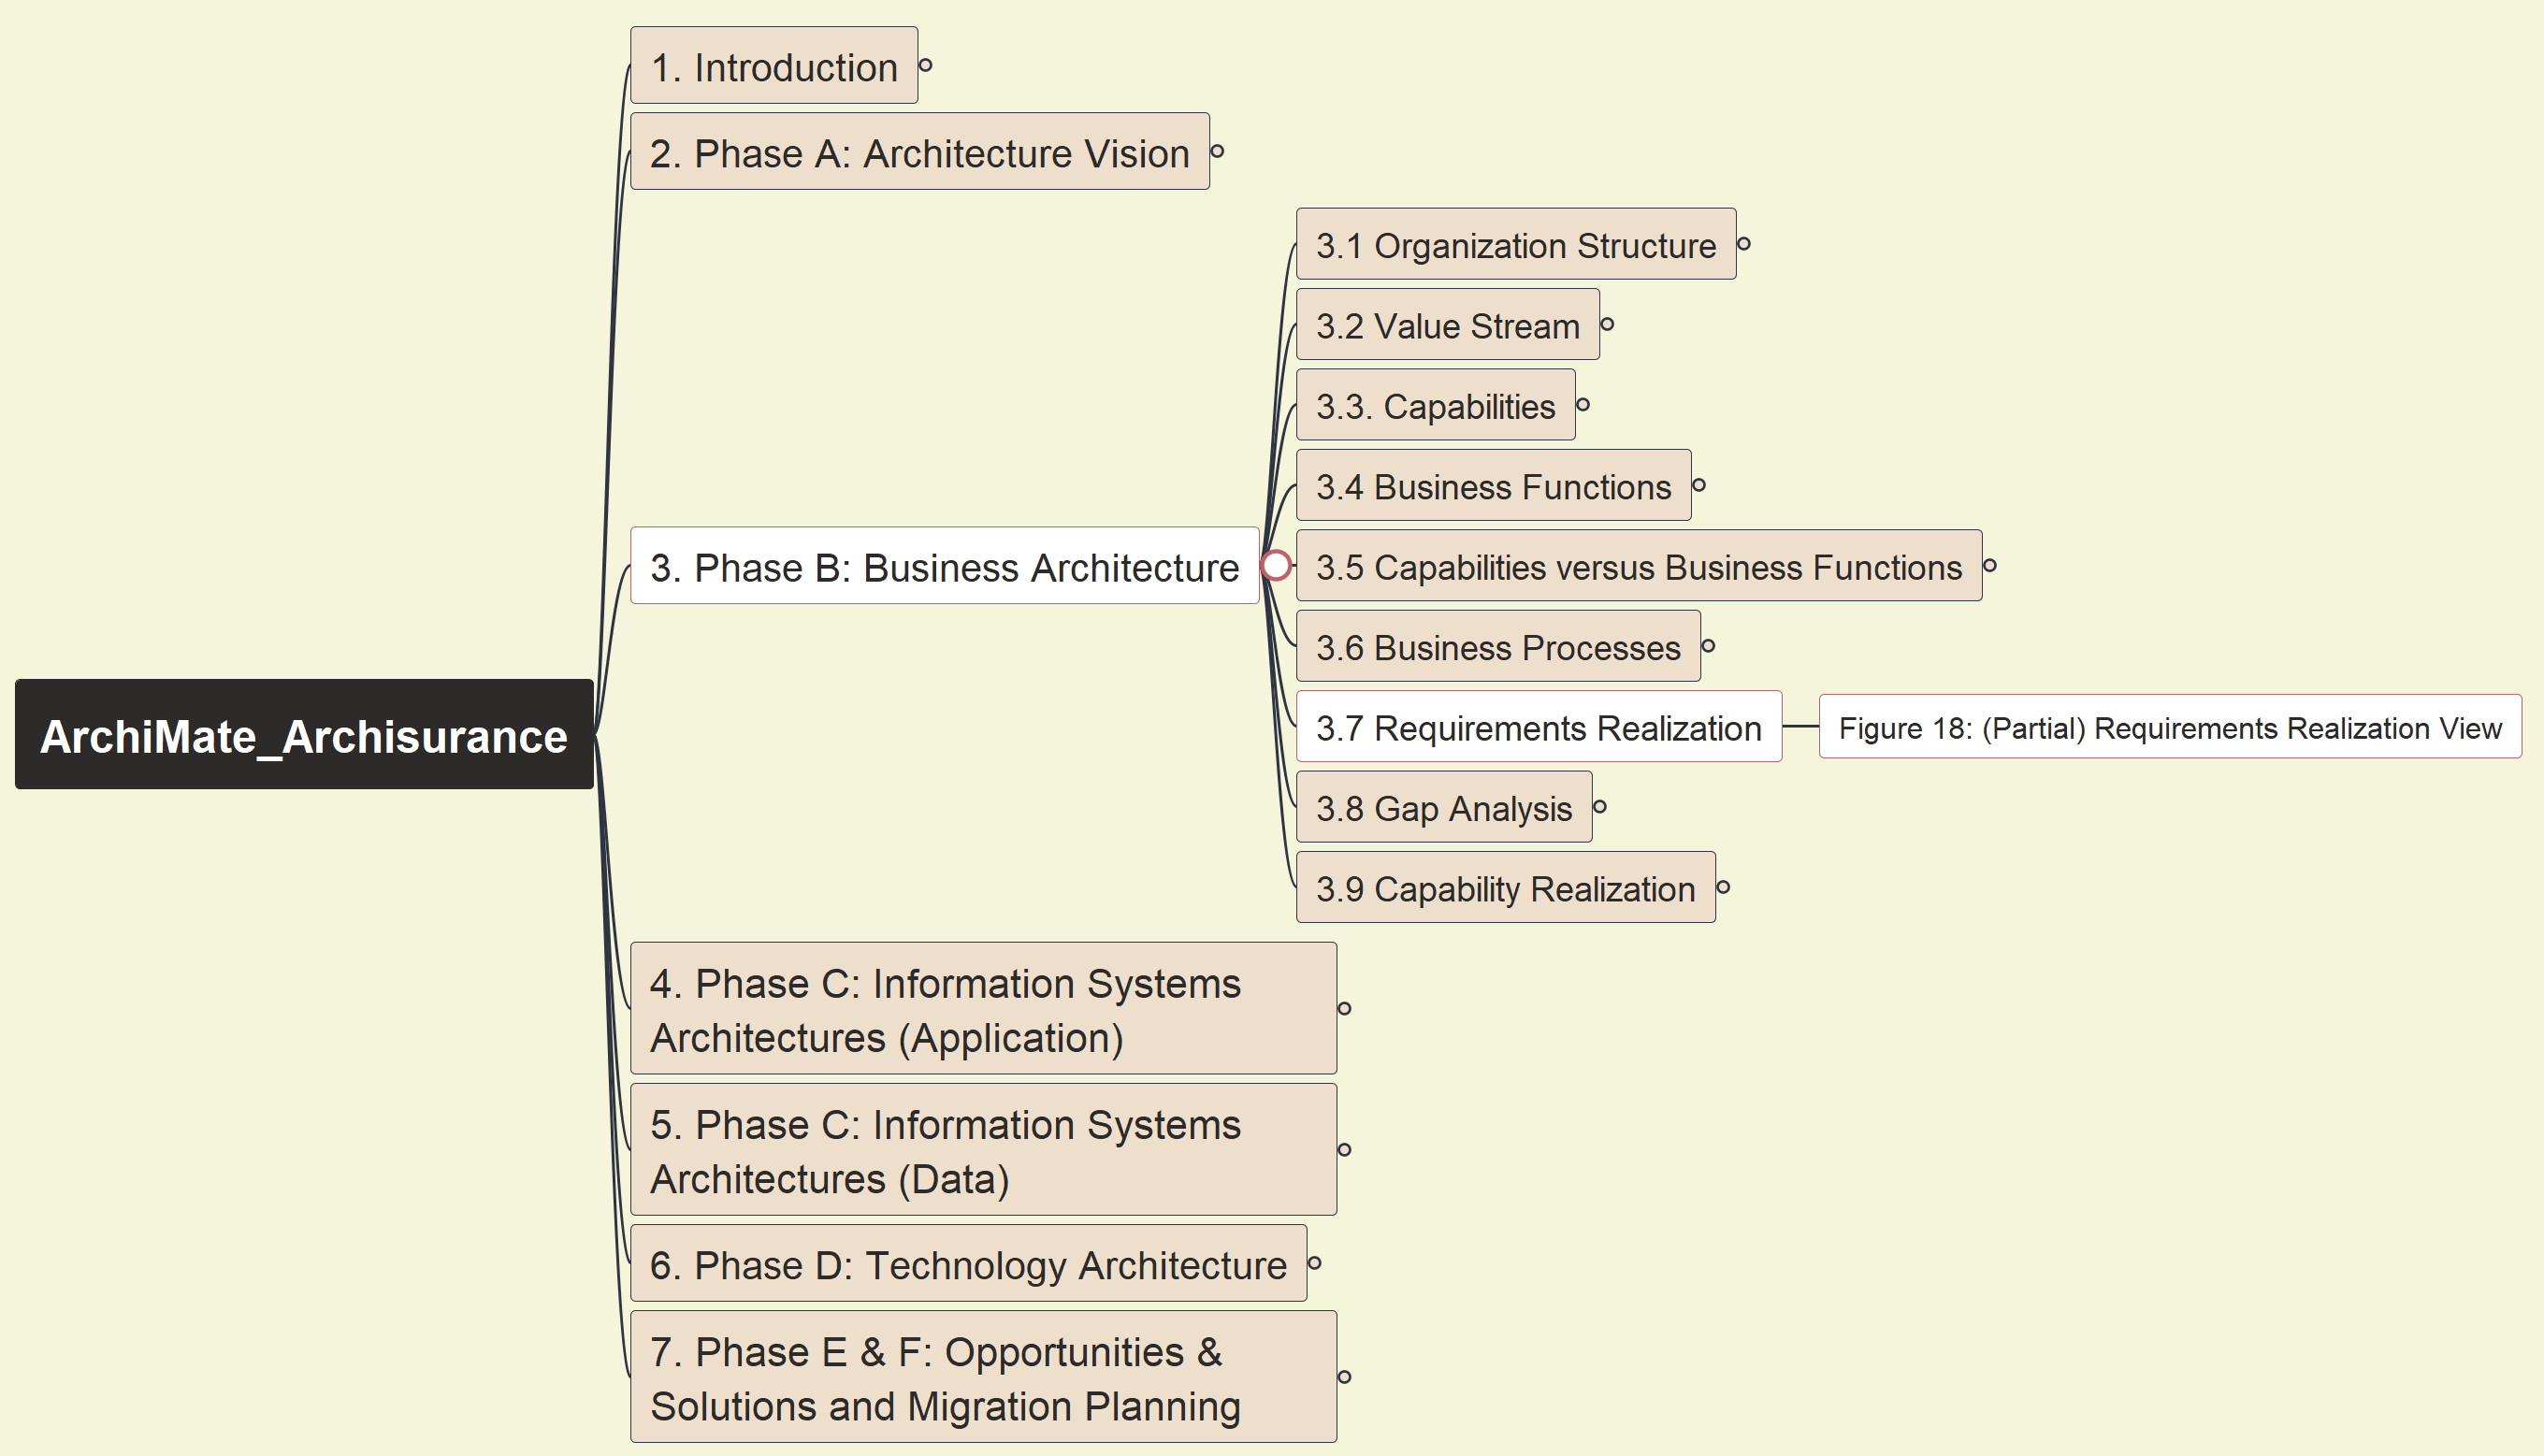 1. Introduction
2. Phase A: Architecture Vision
3.1 Organization Structure
3.2 Value Stream
3.3. Capabilities
3.4 Business Functions
3. Phase B: Business Architecture
3.5 Capabilities versus Business Functions
3.6 Business Processes
ArchiMate_Archisurance
3.7 Requirements Realization
Figure 18: (Partial) Requirements Realization View
3.8 Gap Analysis
3.9 Capability Realization
4. Phase C: Information Systems
Architectures (Application)
5. Phase C: Information Systems
Architectures (Data)
6. Phase D: Technology Architecture
7. Phase E & F: Opportunities &
Solutions and Migration Planning